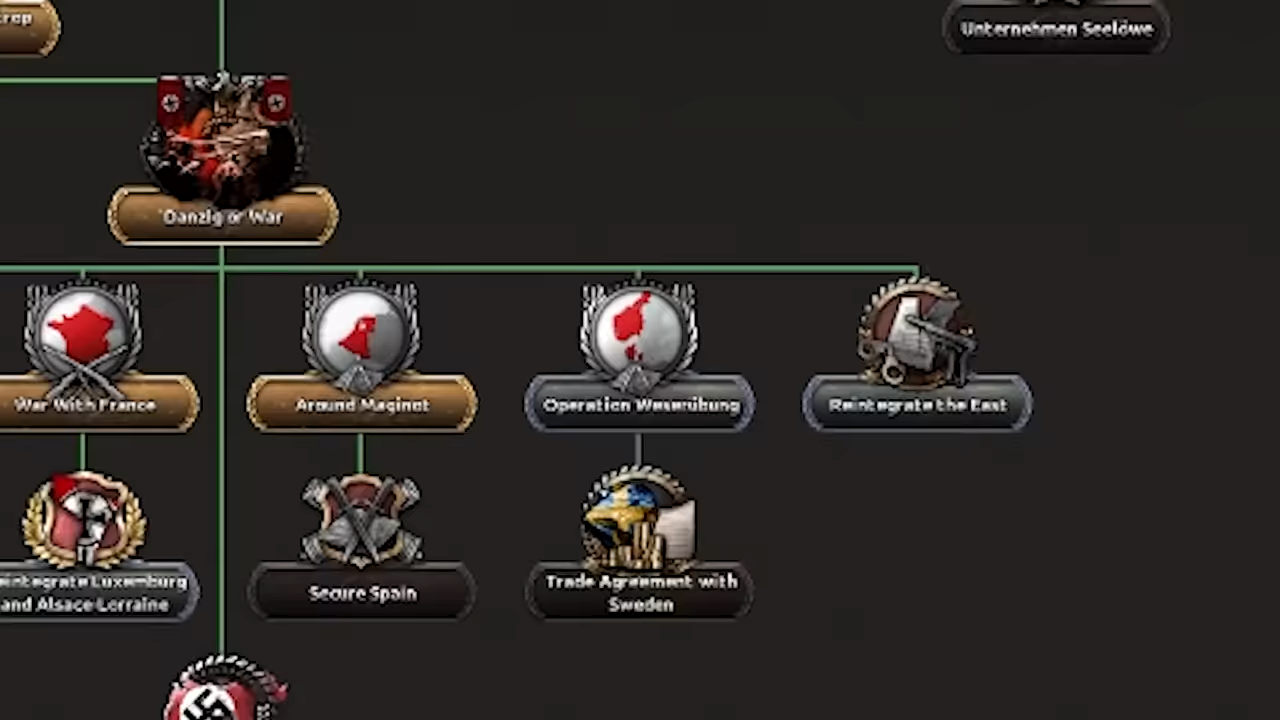 Unternehmen Seelöwe
Danzig or War
War With France
Around Maginot
Operation Weserübung
Reintegrate the East
Luxemburg
and Alsace-Lorraine
Secure Spain
Trade Agreement with
Sweden